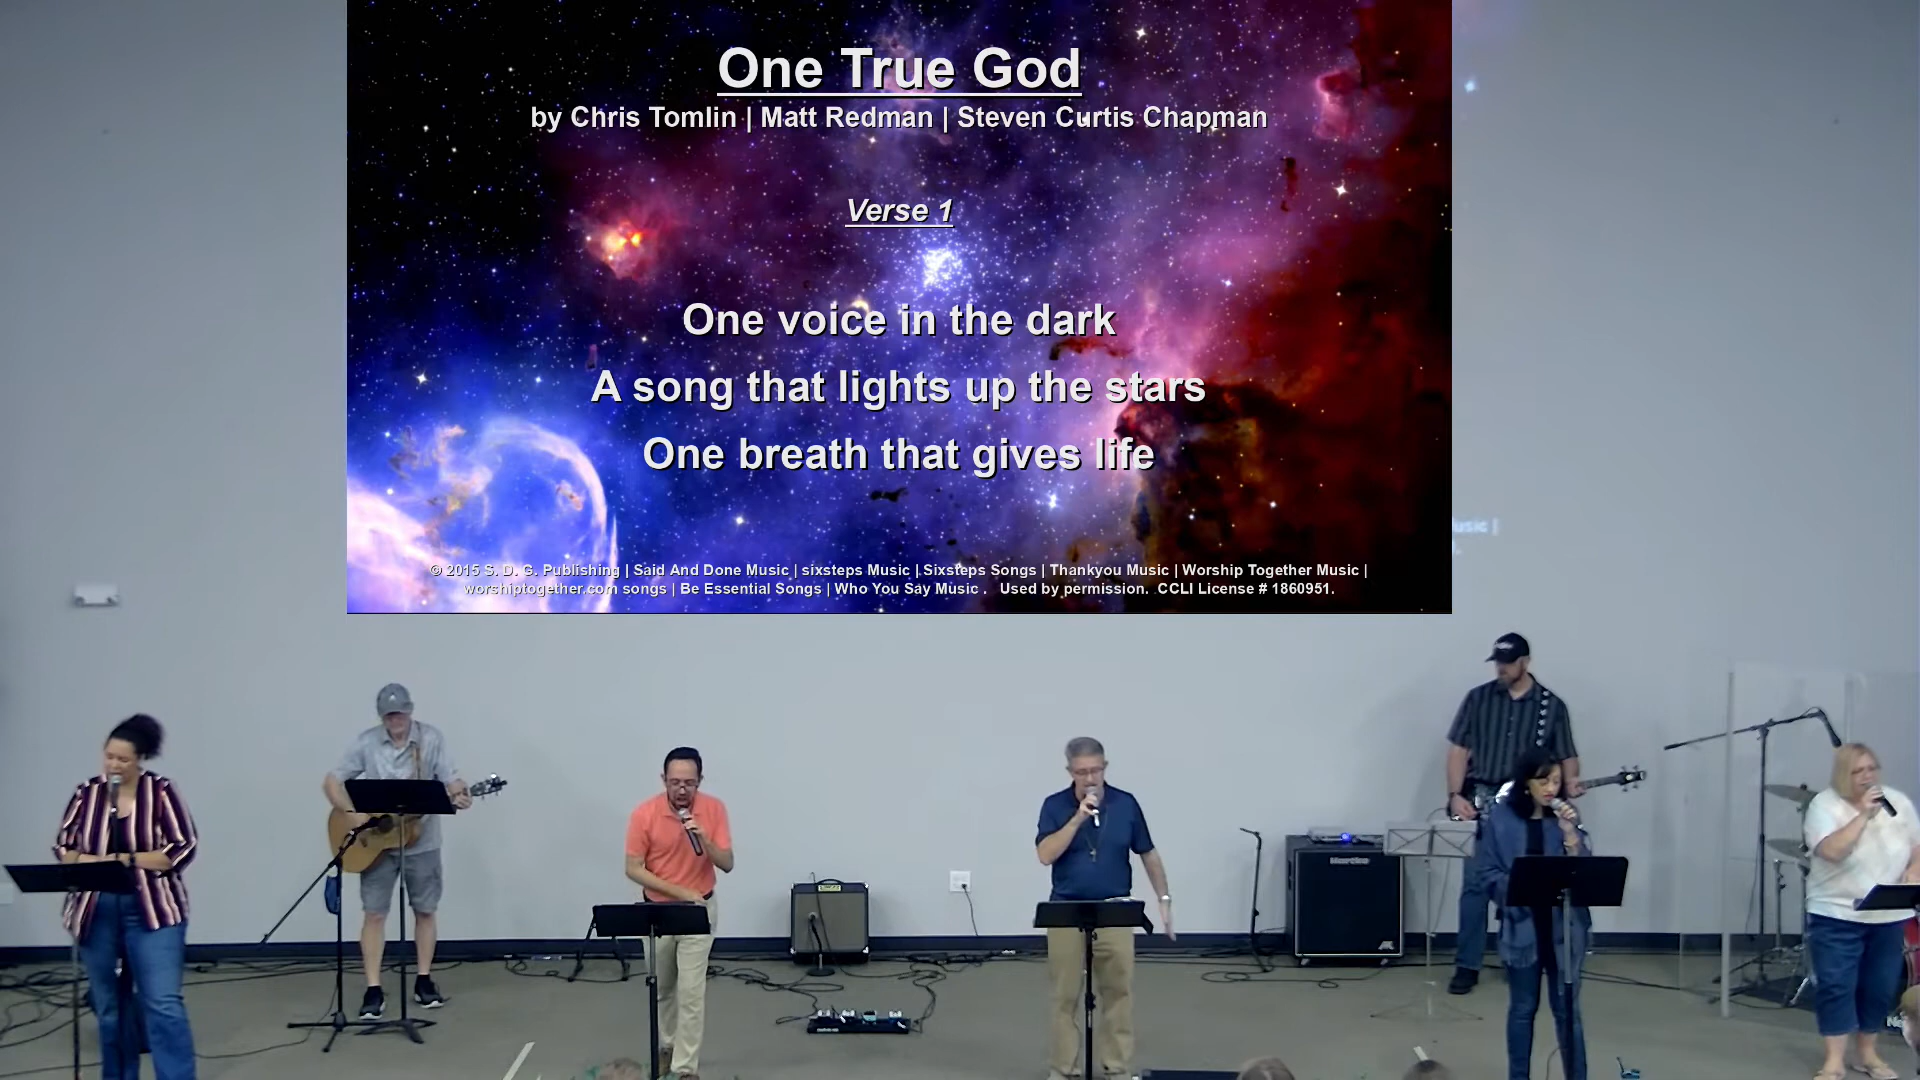 One True God
by Chris Tomlin | Matt Redman | Steven Curtis Chapman
Verse 1
One voice in the dark
A song that lights up the stars
One breath that gives life
© 2015 S. D. G. Publishing | Said And Done Music | sixsteps Music | Sixsteps Songs | Thankyou Music | Worship Together Music |
worshiptogether.com songs | Be Essential Songs | Who You Say Music . Used by permission. CCLI License # 1860951.
Music |
Hartke